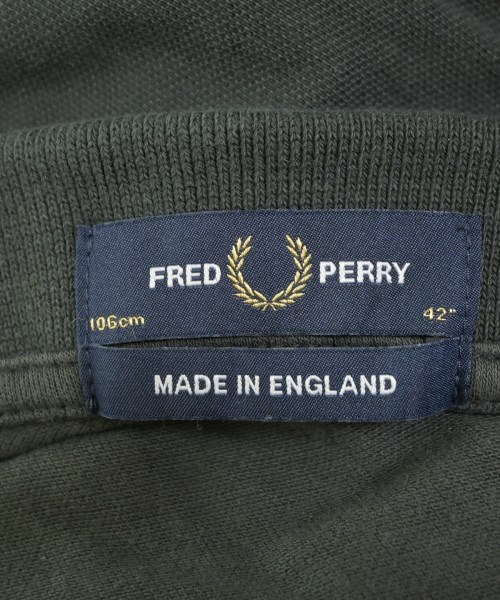 FRED PERRY
106cm 42"
MADE IN ENGLAND